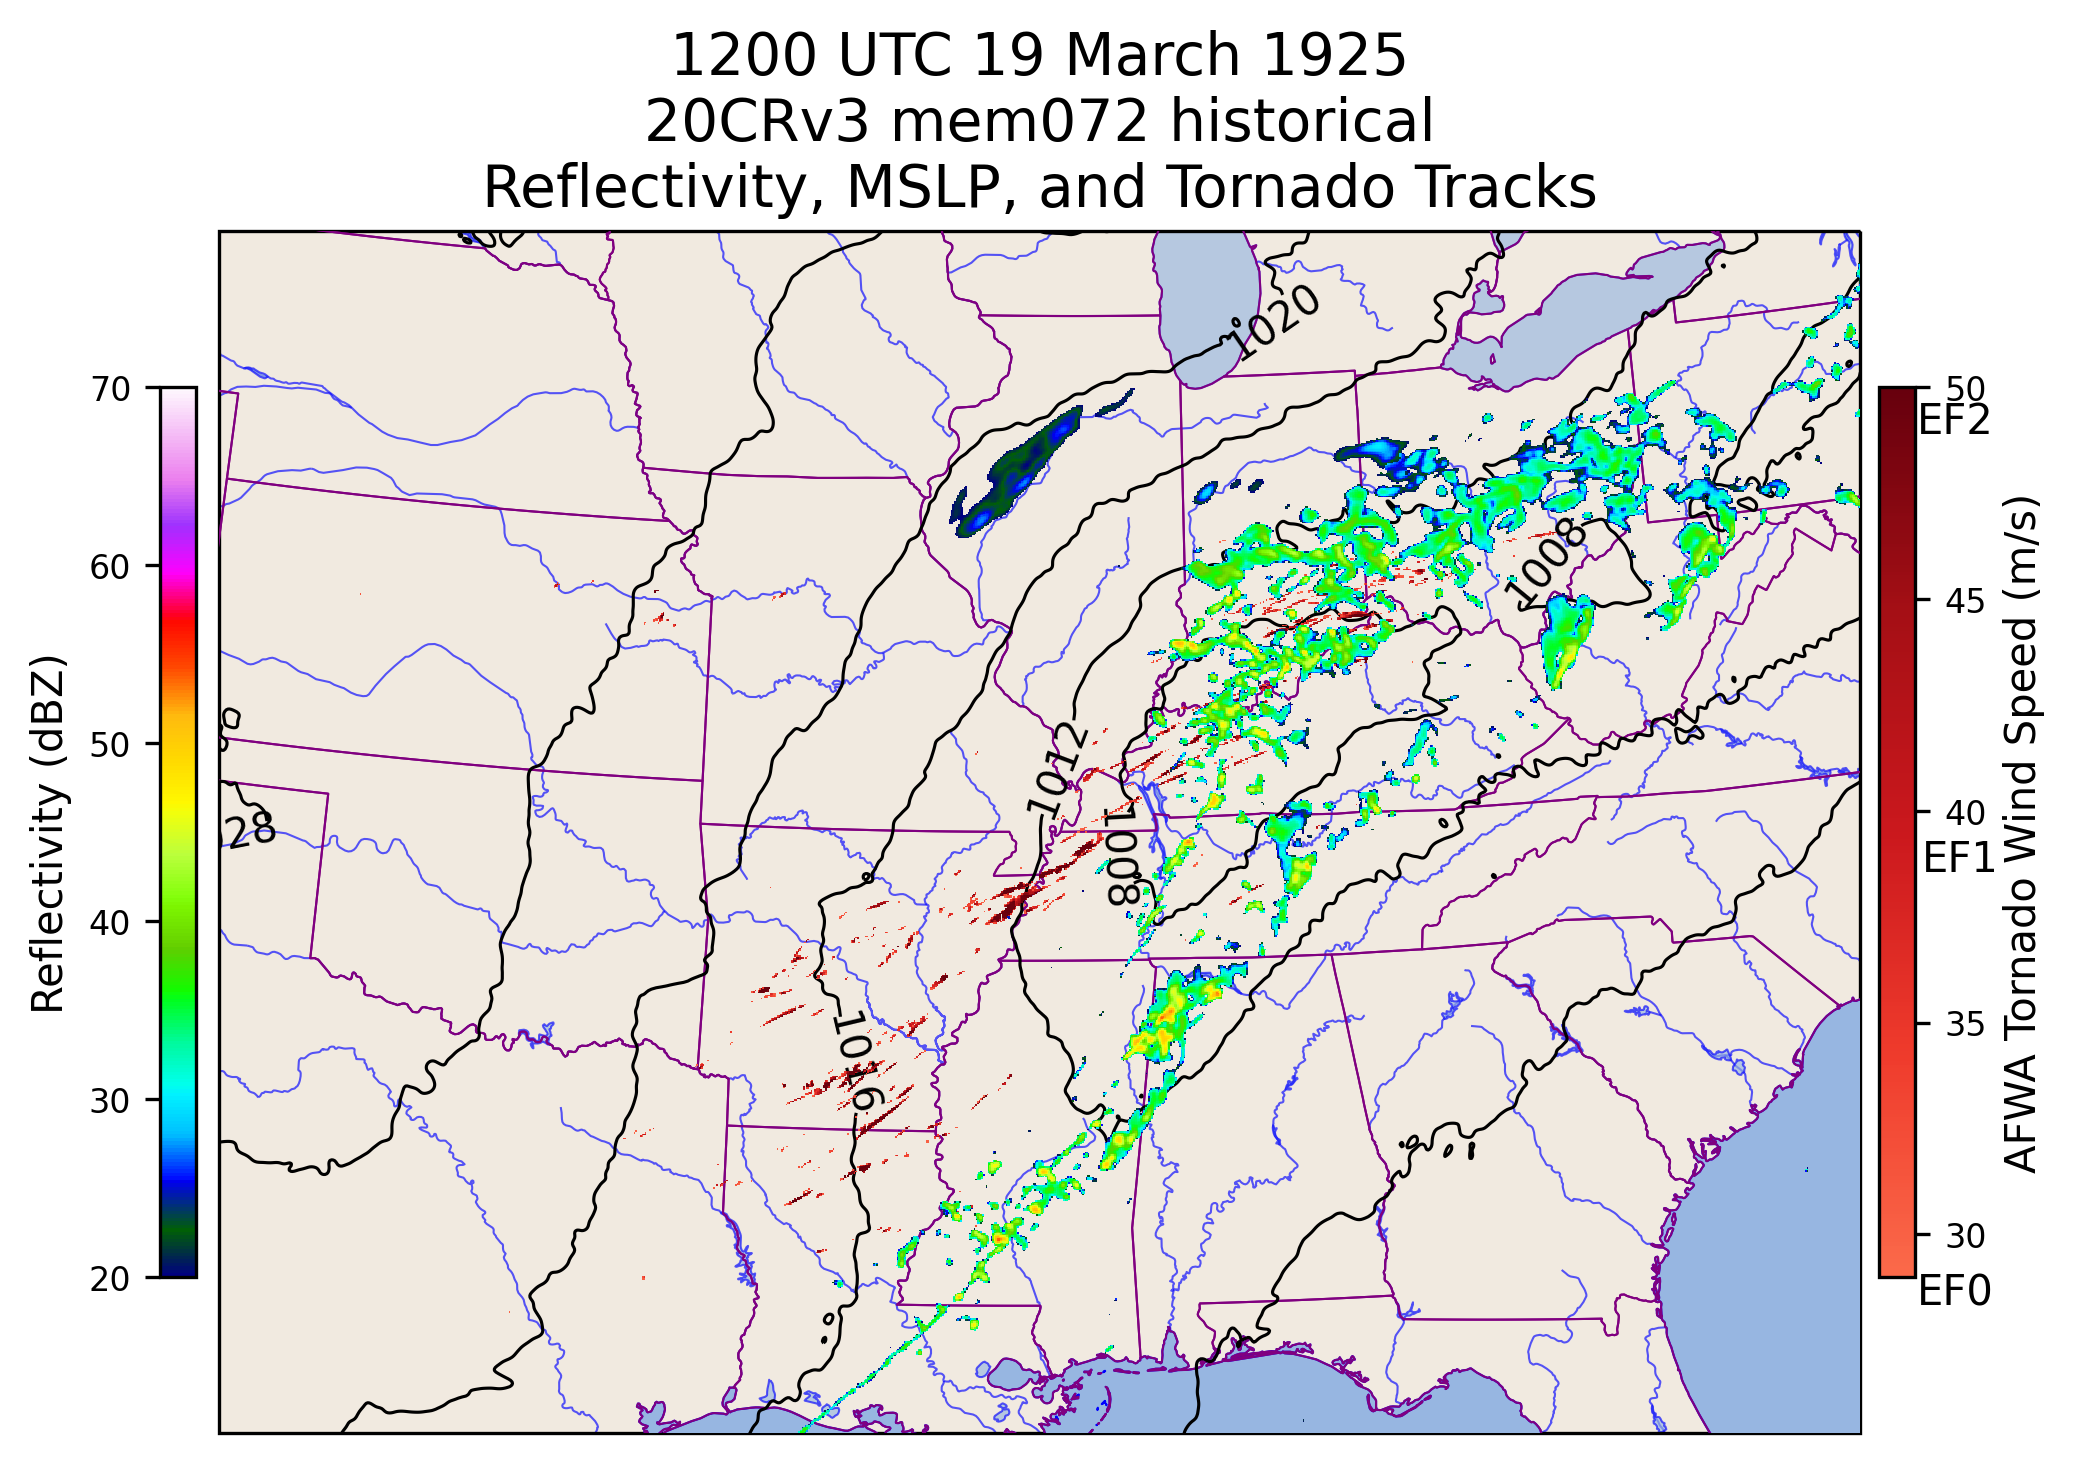 1200 UTC 19 March 1925
20CRv3 mem072 historical
Reflectivity, MSLP, and Tornado Tracks
Reflectivity (dBZ)
70
60
50
40
30
20
1020
1008
1012
1008
1016
28
50
EF2
45
40
EF1
35
30
EF0
AFWA Tornado Wind Speed (m/s)